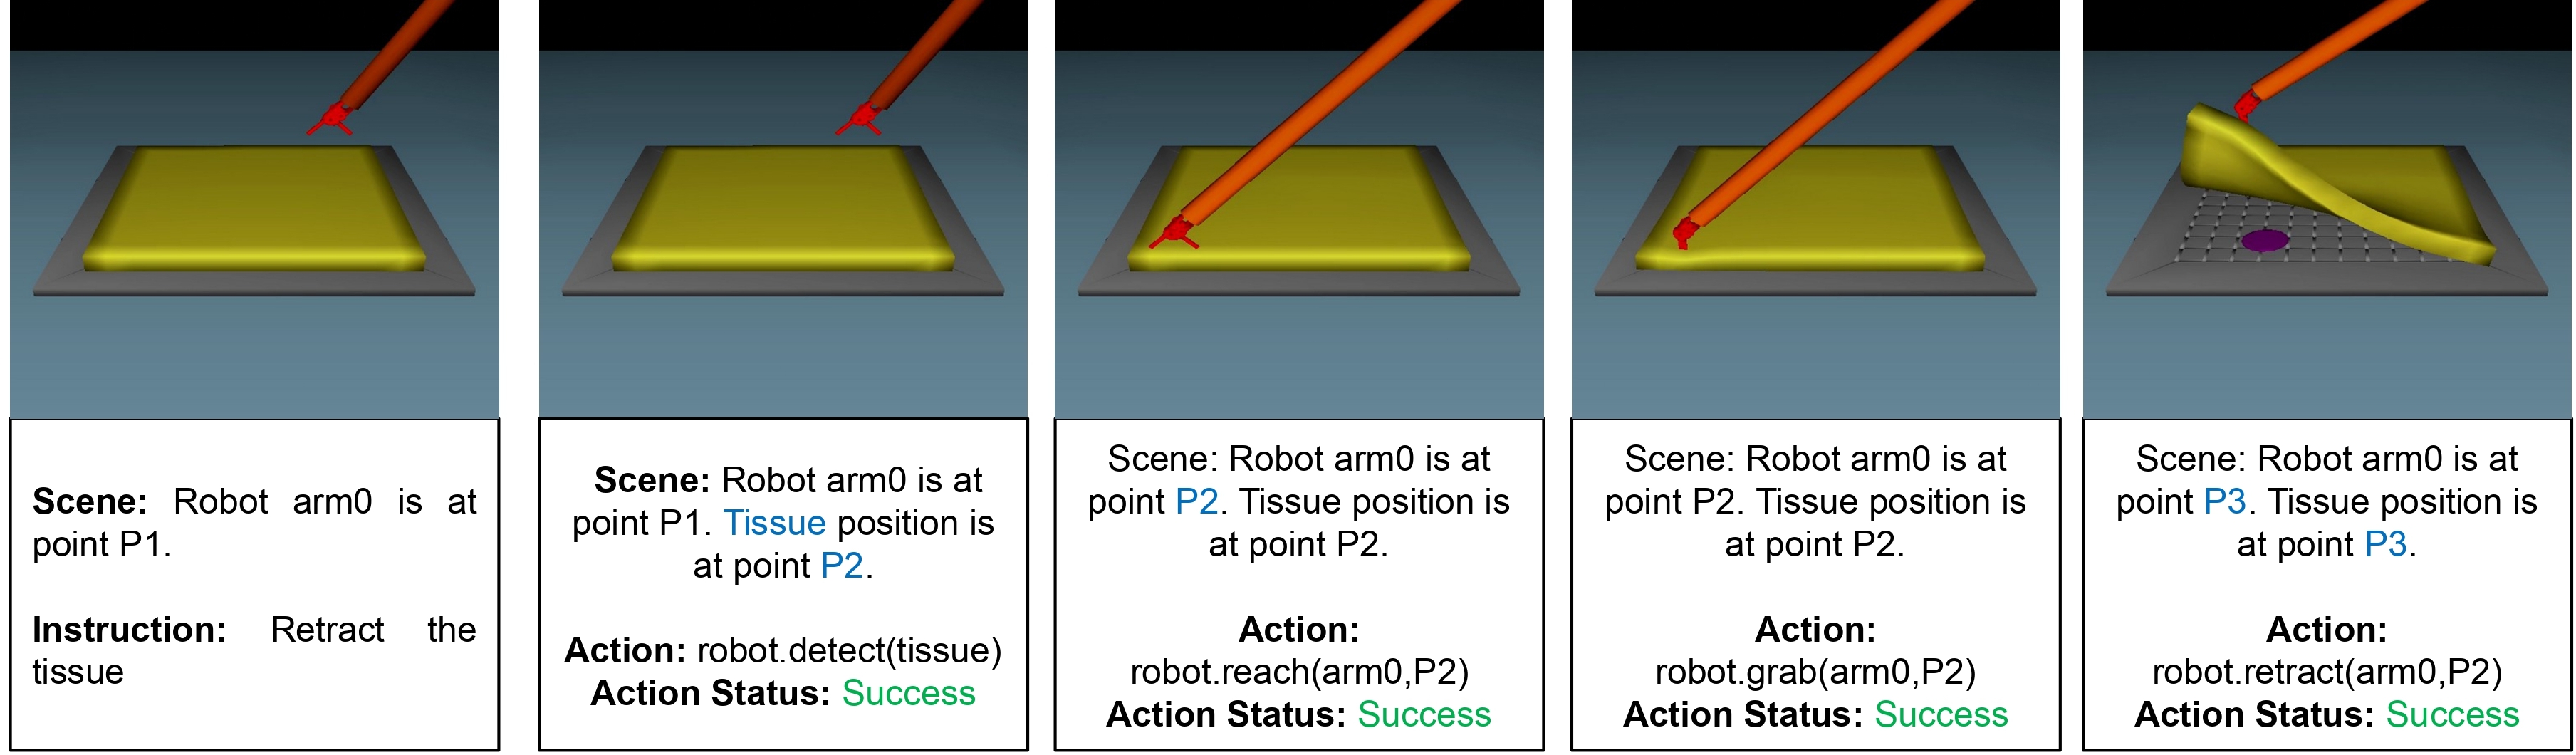 Scene: Robot arm0 is at
point P1.
Instruction: Retract the
tissue
Scene: Robot arm0 is at
point P1. Tissue position is
at point P2.
Action: robot.detect(tissue)
Action Status: Success
Scene: Robot arm0 is at
point P2. Tissue position is
at point P2.
Action:
robot.reach(arm0,P2)
Action Status: Success
Scene: Robot arm0 is at
point P2. Tissue position is
at point P2.
Action:
robot.grab(arm0,P2)
Action Status: Success
Scene: Robot arm0 is at
point P3. Tissue position is
at point P3.
Action:
robot.retract(arm0,P2)
Action Status: Success